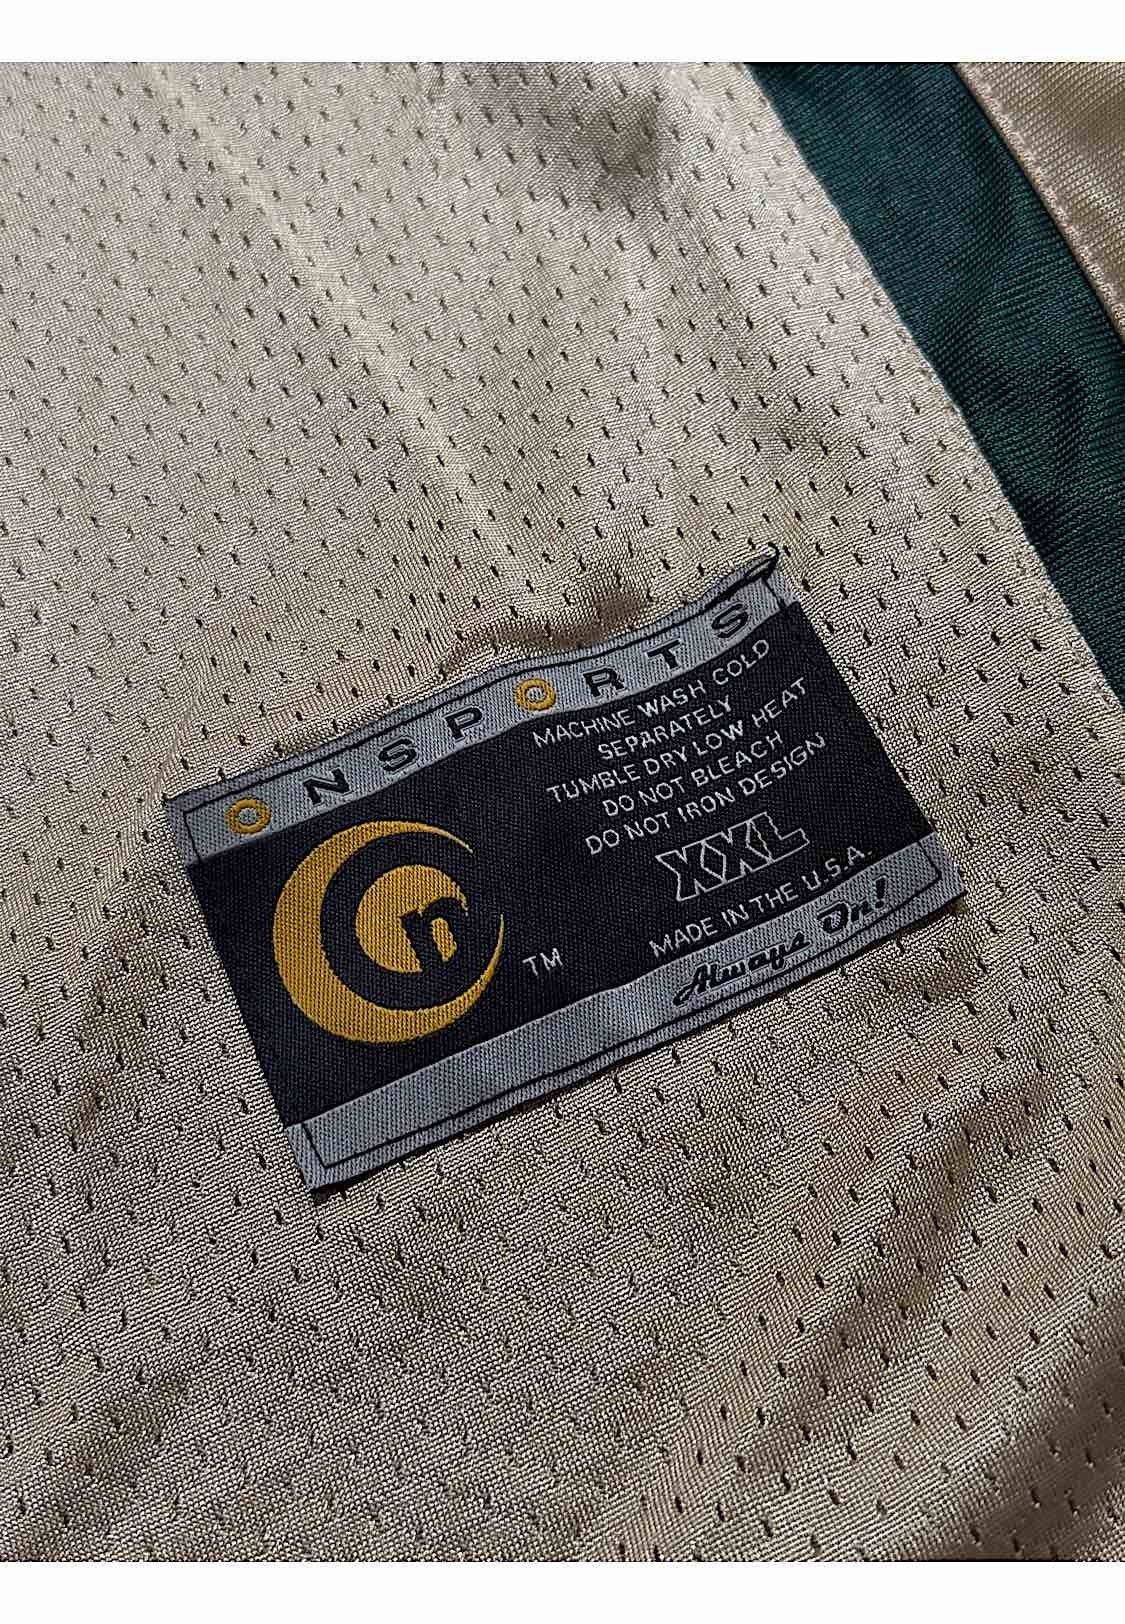 ONSPORTS
On
TM
MACHINE WASH COLD
SEPARATELY
TUMBLE DRY LOW HEAT
DO NOT BLEACH
DO NOT IRON DESIGN
XXL
MADE IN THE U.S.A.
Always On!